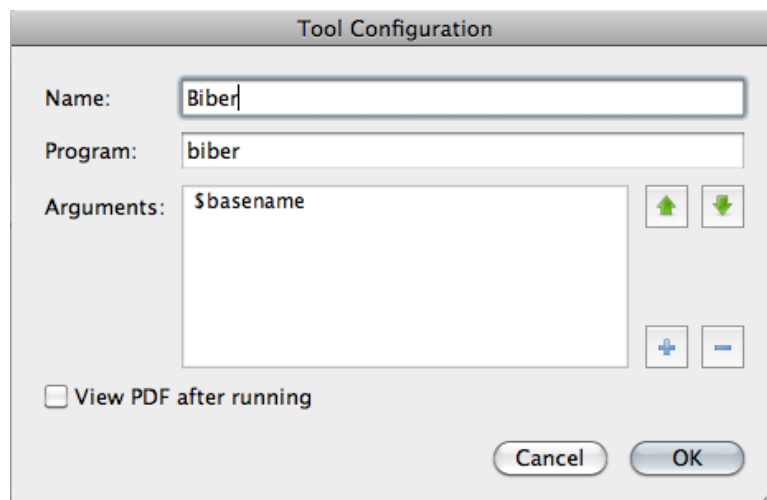 Tool Configuration
Name: Biber
Program: biber
Arguments: $basename
View PDF after running
Cancel OK